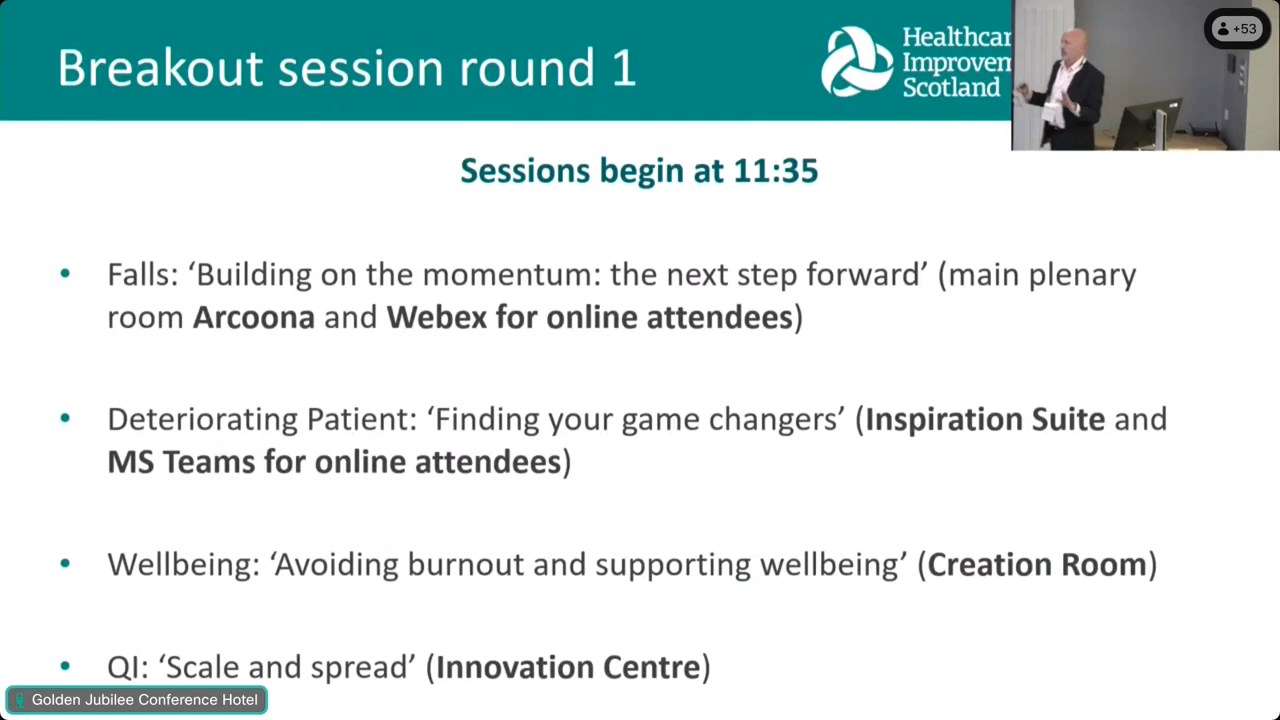 Breakout session round 1
Healthcar
Improvem
Scotland
+53
Sessions begin at 11:35
• Falls: ‘Building on the momentum: the next step forward’ (main plenary
room Arcoona and Webex for online attendees)
• Deteriorating Patient: ‘Finding your game changers’ (Inspiration Suite and
MS Teams for online attendees)
• Wellbeing: ‘Avoiding burnout and supporting wellbeing’ (Creation Room)
• QI: ‘Scale and spread’ (Innovation Centre)
Golden Jubilee Conference Hotel